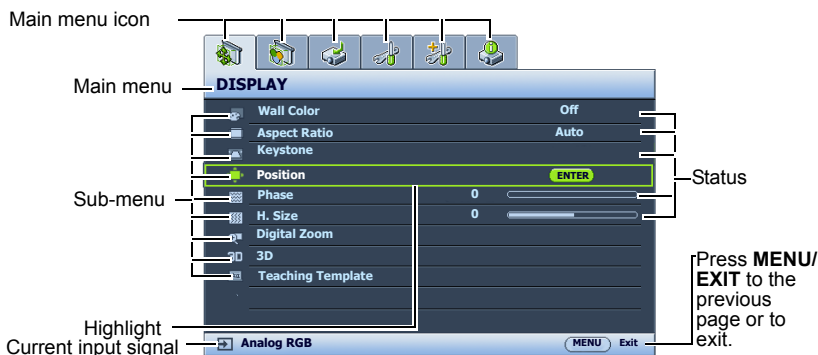 Main menu icon
Main menu
DISPLAY
Wall Color Off
Aspect Ratio Auto
Keystone
Position ENTER
Status
Phase 0
Sub-menu
H. Size 0
Digital Zoom
3D 3D
Teaching Template
Press MENU/
EXIT to the
previous
page or to
exit.
Highlight
Current input signal
Analog RGB MENU Exit